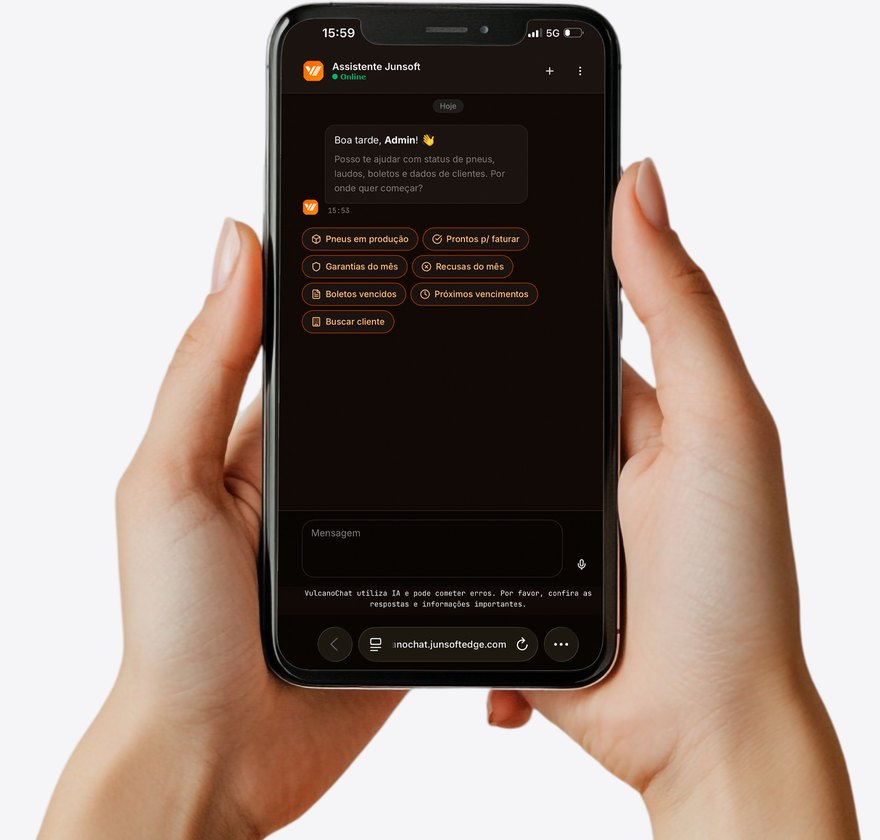 15:59
5G
Assistente Junsoft
Online
Hoje
Boa tarde, Admin! 👋
Posso te ajudar com status de pneus,
laudos, boletos e dados de clientes. Por
onde quer começar?
15:53
Pneus em produção
Prontos p/ faturar
Garantias do mês
Recusas do mês
Boletos vencidos
Próximos vencimentos
Buscar cliente
Mensagem
VulcanoChat utiliza IA e pode cometer erros. Por favor, confira as
respostas e informações importantes.
nochat.junsoftedge.com